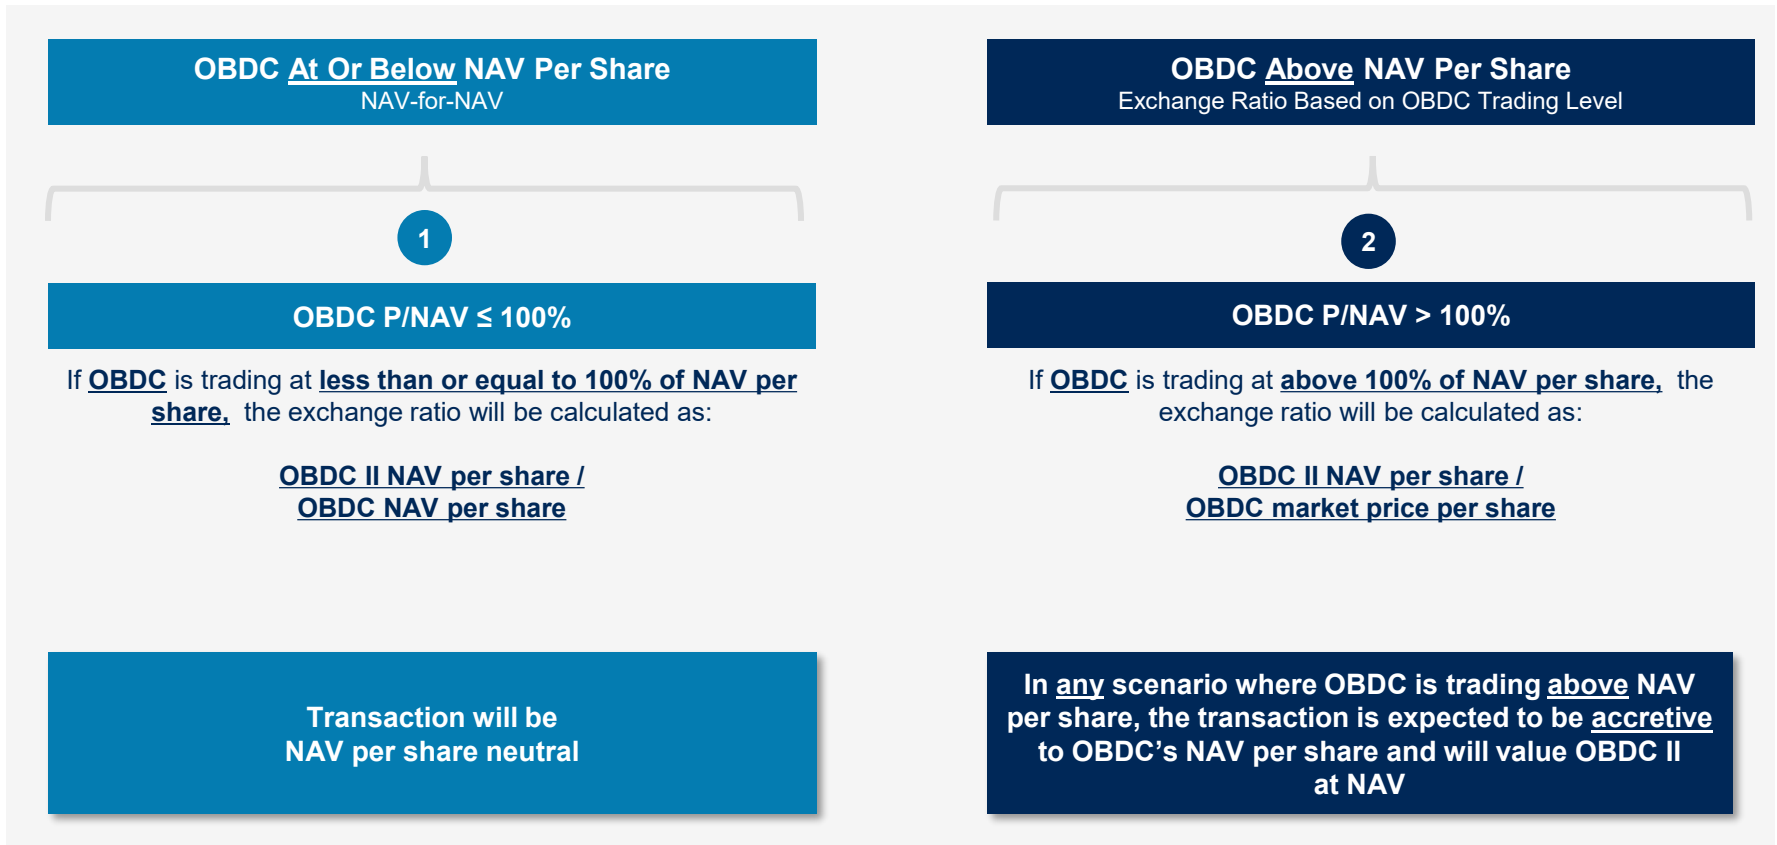 OBDC At Or Below NAV Per Share
NAV-for-NAV
1
OBDC P/NAV ≤ 100%
If OBDC is trading at less than or equal to 100% of NAV per
share, the exchange ratio will be calculated as:
OBDC II NAV per share /
OBDC NAV per share
Transaction will be
NAV per share neutral
OBDC Above NAV Per Share
Exchange Ratio Based on OBDC Trading Level
2
OBDC P/NAV > 100%
If OBDC is trading at above 100% of NAV per share, the
exchange ratio will be calculated as:
OBDC II NAV per share /
OBDC market price per share
In any scenario where OBDC is trading above NAV
per share, the transaction is expected to be accretive
to OBDC’s NAV per share and will value OBDC II
at NAV